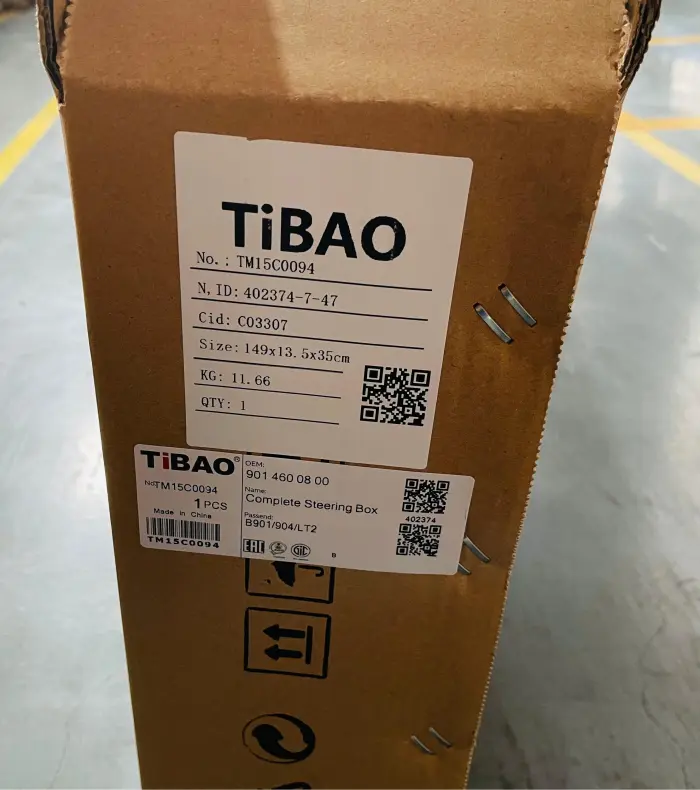 TiBAO
No.: TM15C0094
N,ID: 402374-7-47
Cid: C03307
Size: 149x13.5x35cm
KG: 11.66
QTY: 1
TiBAO®
No:TM15C0094
1 PCS
Made in China
TM15C0094
OEM:
901 460 08 00
Name:
Complete Steering Box
Passend:
B901/904/LT2
EAC
B
402374